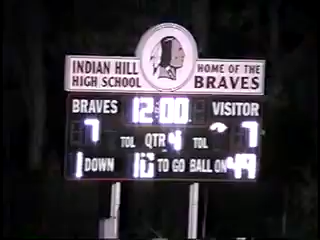 INDIAN HILL
HIGH SCHOOL
HOME OF THE
BRAVES
BRAVES 12:00 VISITOR
7 TOL QTR 4 TOL 7
1 DOWN 10 TO GO BALL ON 49